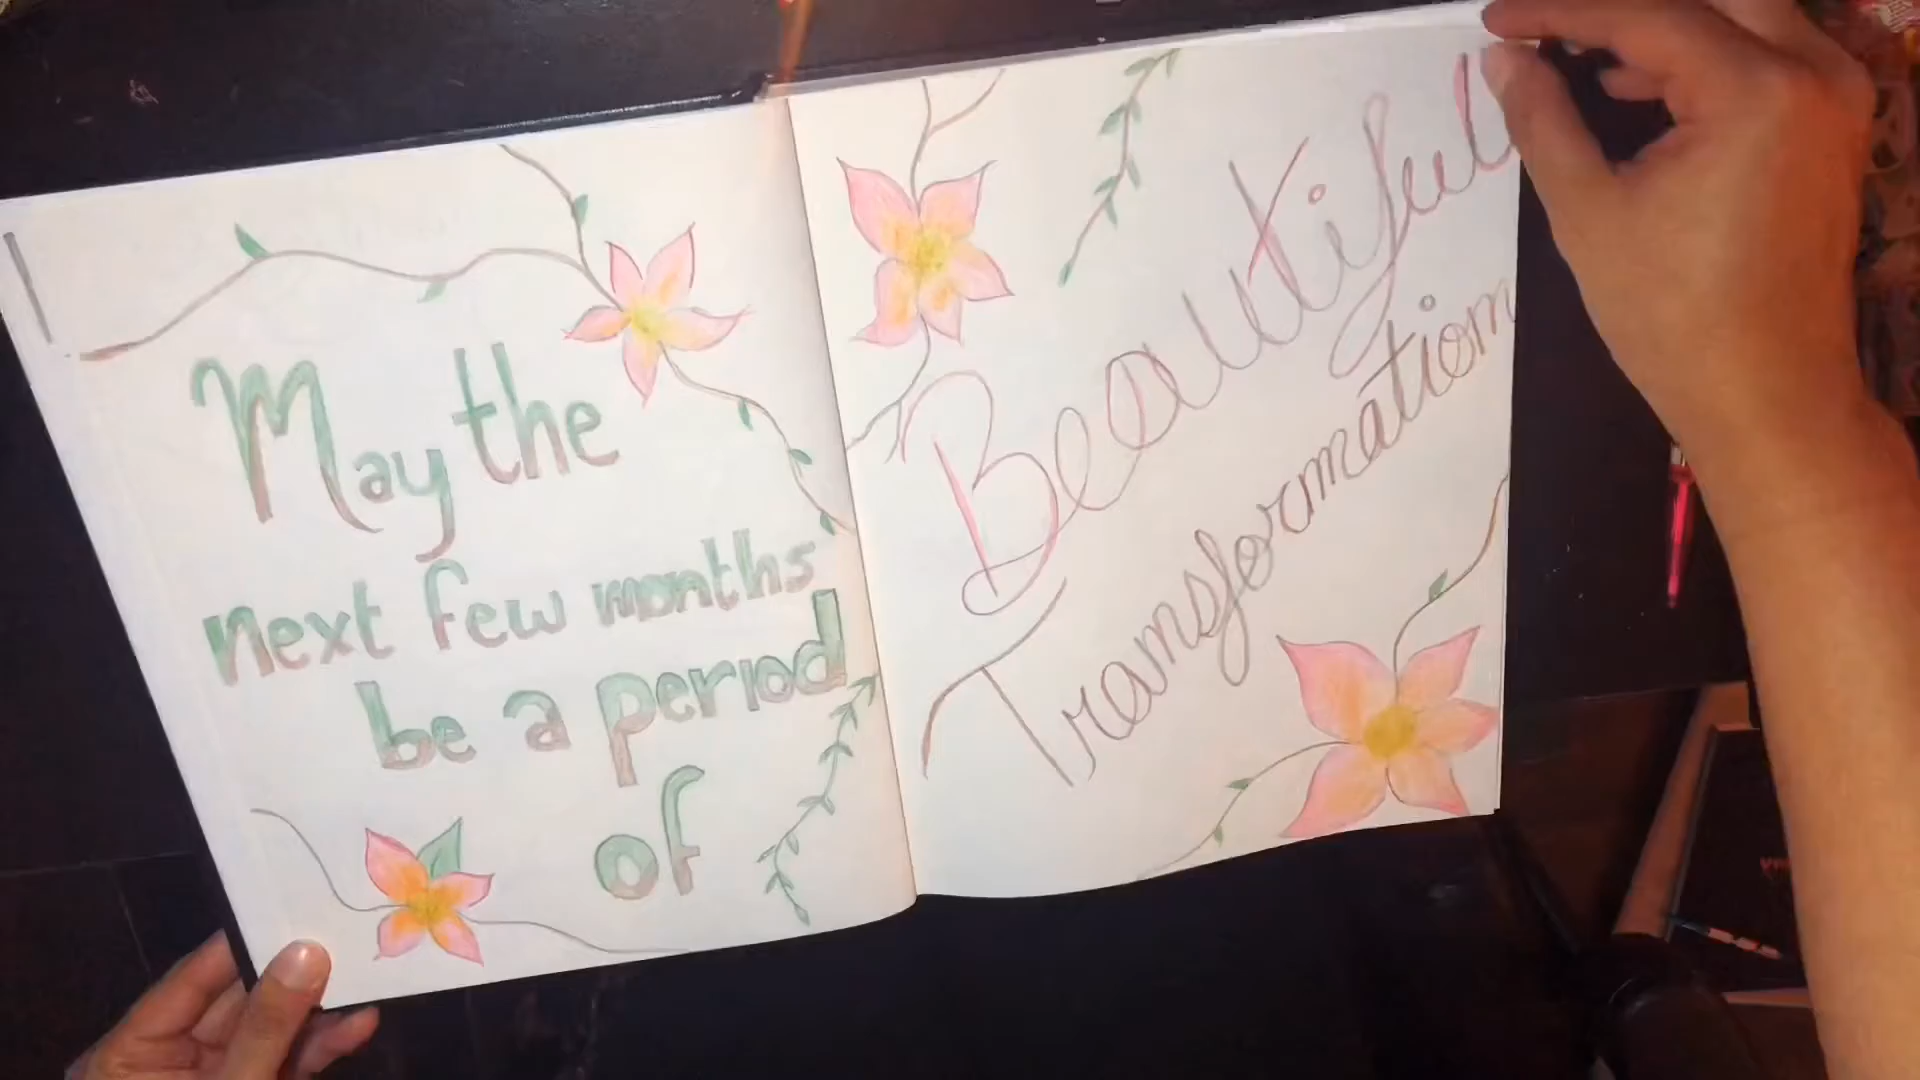 May the
next few months
be a period
of
Beautiful
Transformation